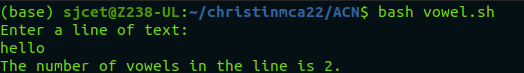 (base) sjcet@Z238-UL:~/christinmca22/ACN$ bash vowel.sh
Enter a line of text:
hello
The number of vowels in the line is 2.